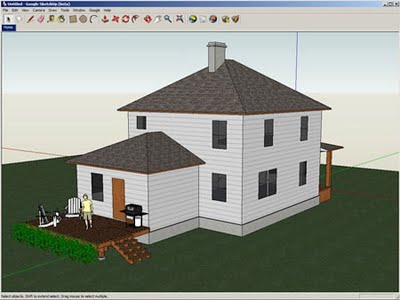 Untitled - Google SketchUp (beta)
File Edit View Camera Draw Tools Window Google Help
Home
Select objects. Shift to extend select. Drag mouse to select multiple.